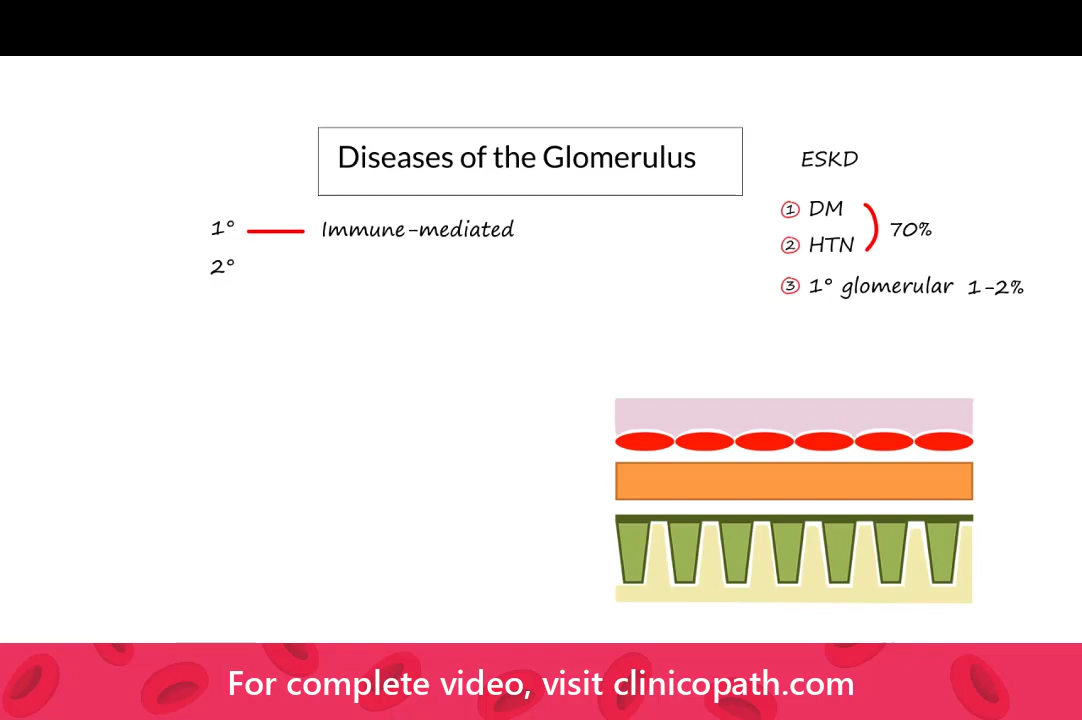 Diseases of the Glomerulus
1° Immune-mediated
2°
ESKD
① DM
② HTN
70%
③ 1° glomerular 1-2%
For complete video, visit clinicopath.com